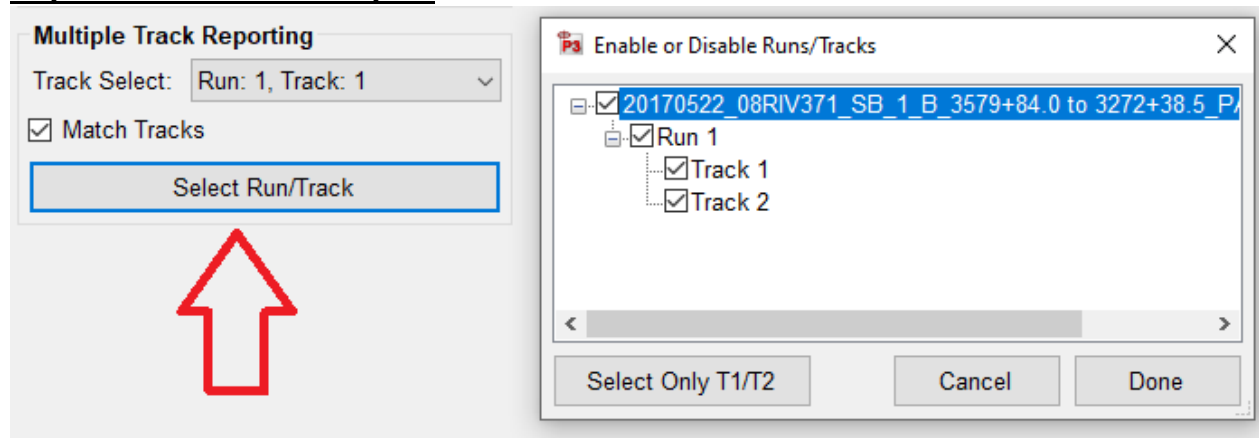 Multiple Track Reporting
Track Select: Run: 1, Track: 1
Match Tracks
Select Run/Track
P3 Enable or Disable Runs/Tracks
20170522_08RIV371_SB_1_B_3579+84.0 to 3272+38.5_P
Run 1
Track 1
Track 2
Select Only T1/T2
Cancel
Done